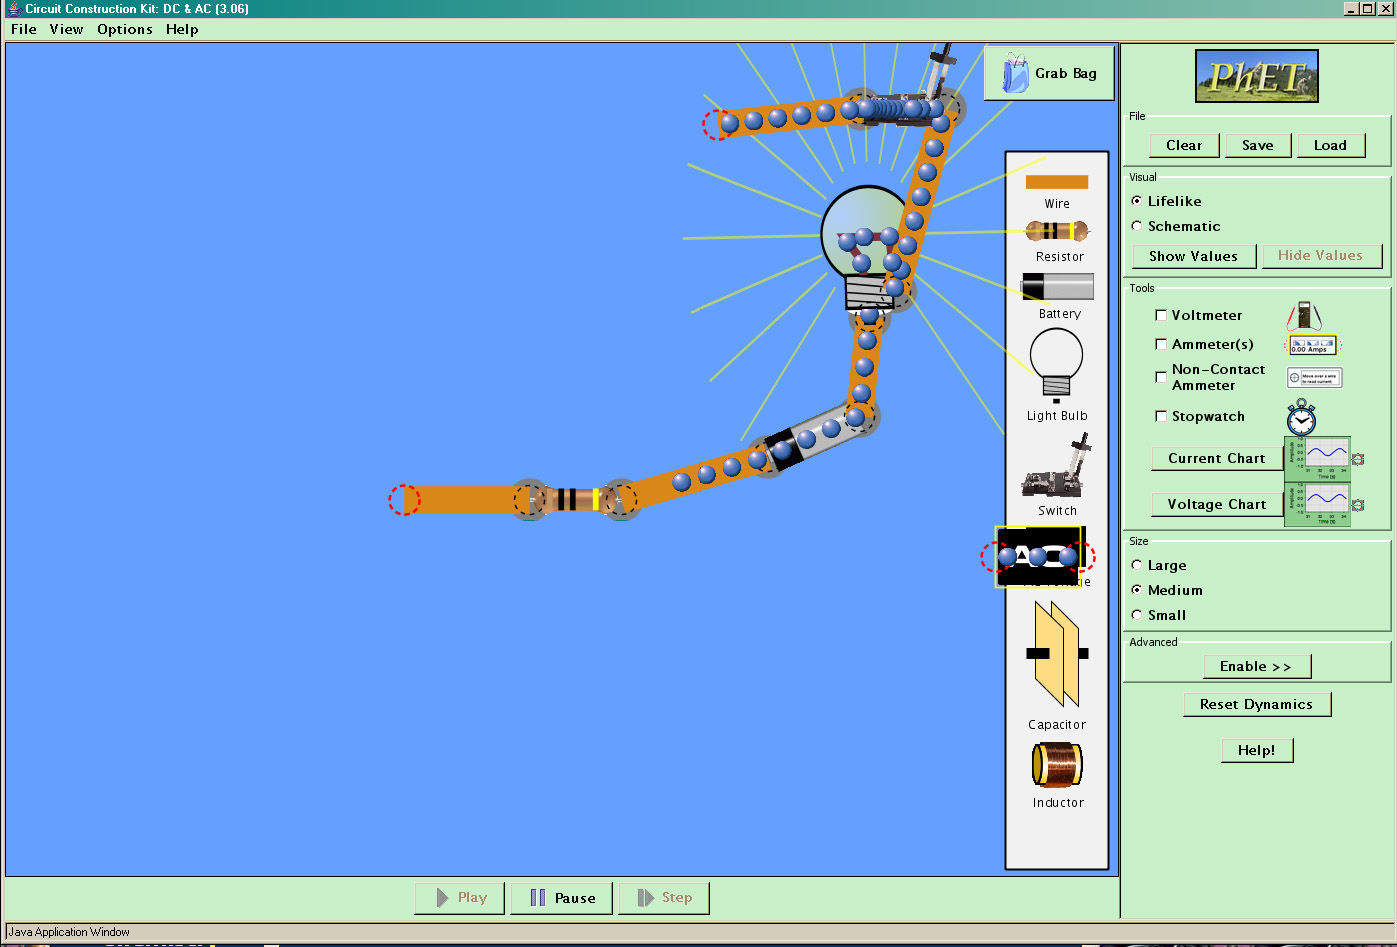 Circuit Construction Kit: DC & AC (3.06)
File View Options Help
Grab Bag
Wire
Resistor
Battery
Light Bulb
Switch
AC
Capacitor
Inductor
PhET
File
Clear Save Load
Visual
Lifelike
Schematic
Show Values Hide Values
Tools
Voltmeter
Ammeter(s)
0.00 Amps
Non-Contact
Ammeter
Move over a wire
to read current.
Stopwatch
Current Chart
Voltage Chart
Size
Large
Medium
Small
Advanced
Enable >>
Reset Dynamics
Help!
Play Pause Step
Java Application Window